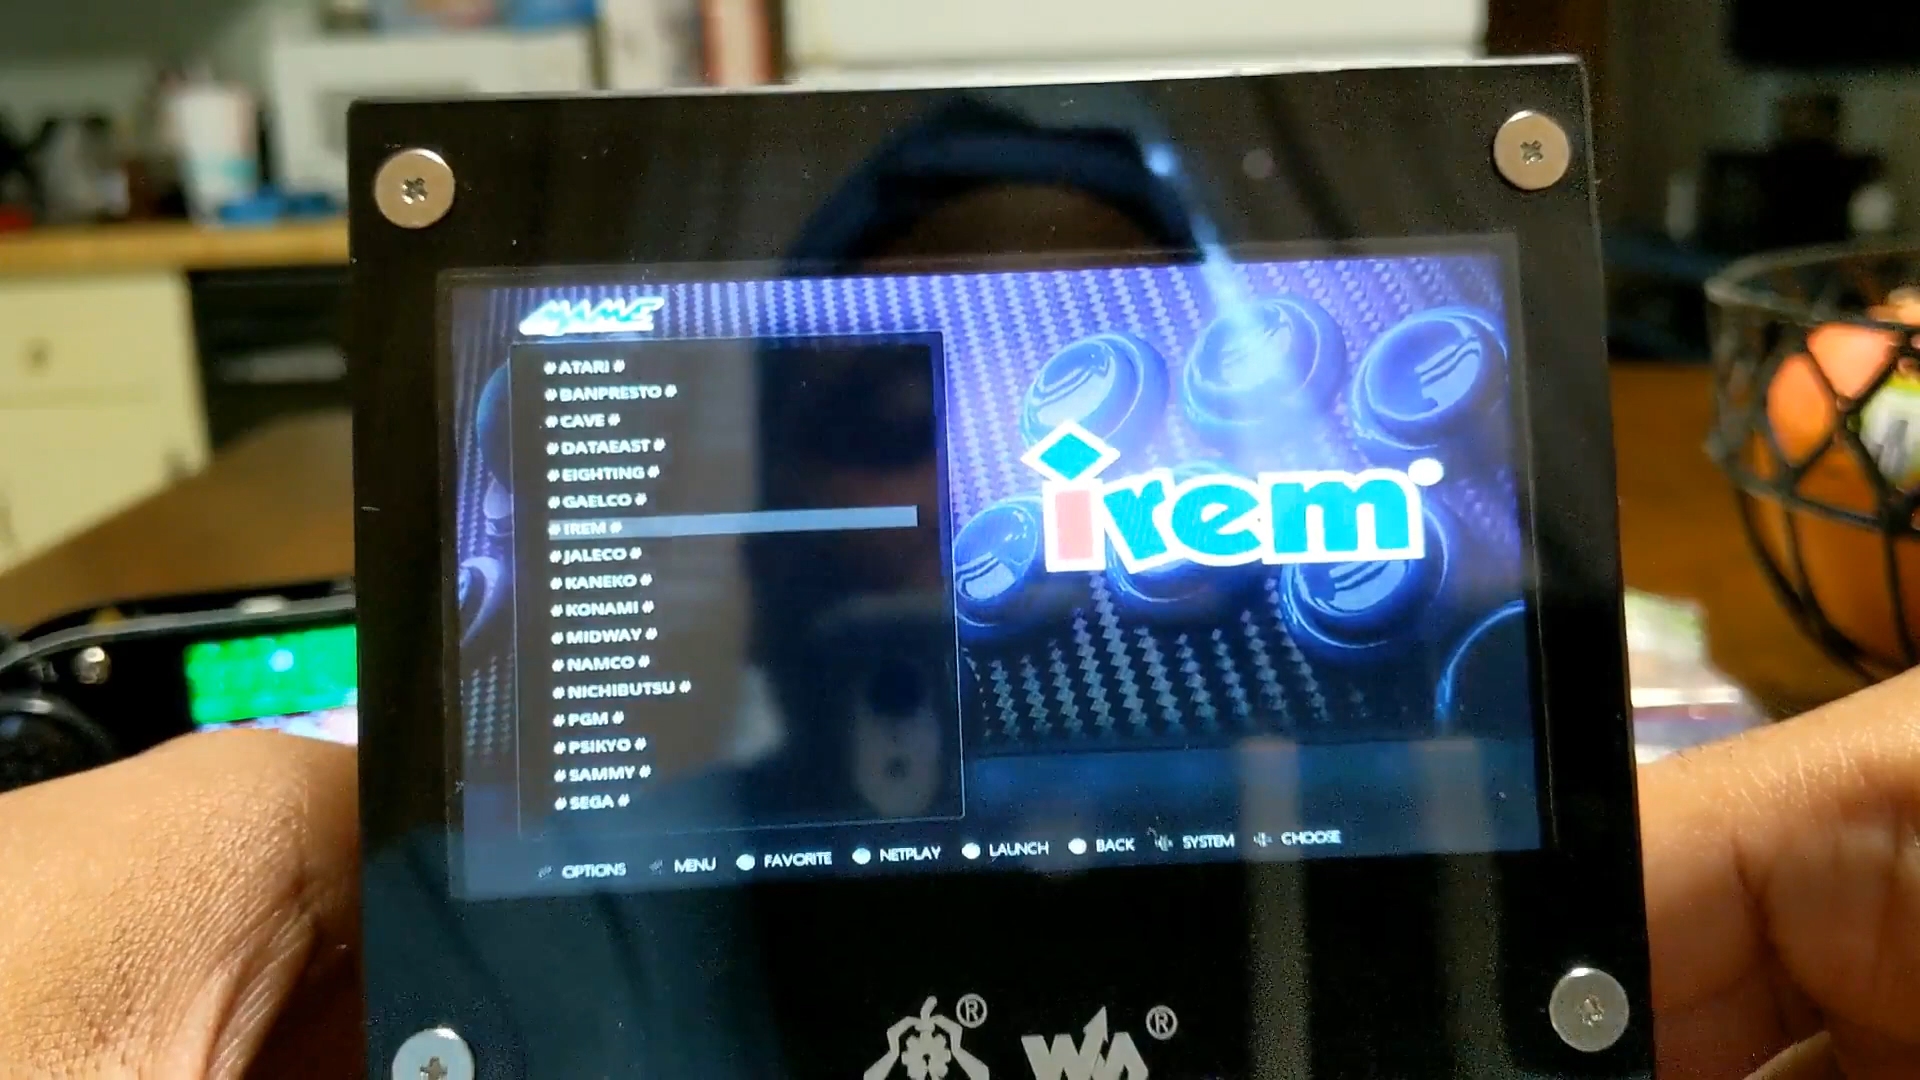 MAME
# ATARI #
# BANPRESTO #
# CAVE #
# DATAEAST #
# EIGHTING #
# GAELCO #
# IREM #
# JALECO #
# KANEKO #
# KONAMI #
# MIDWAY #
# NAMCO #
# NICHIBUTSU #
# PGM #
# PSIKYO #
# SAMMY #
# SEGA #
irem
OPTIONS MENU FAVORITE NETPLAY LAUNCH BACK SYSTEM CHOOSE
® ®